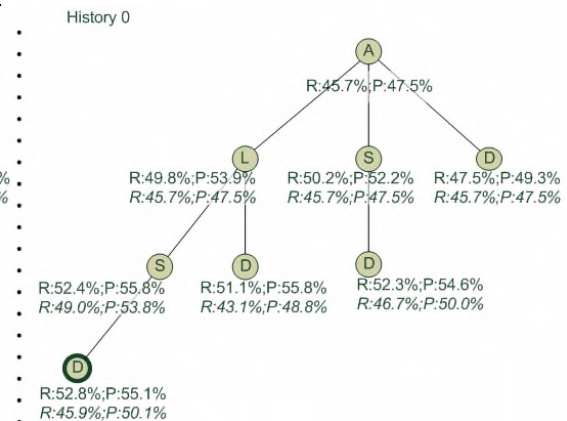 History 0
A
R:45.7%;P:47.5%
L
S
D
%
R:49.8%;P:53.9%
R:50.2%;P:52.2%
R:47.5%;P:49.3%
%
R:45.7%;P:47.5%
R:45.7%;P:47.5%
R:45.7%;P:47.5%
S
D
D
R:52.4%;P:55.8%
R:51.1%;P:55.8%
R:52.3%;P:54.6%
R:49.0%;P:53.8%
R:43.1%;P:48.8%
R:46.7%;P:50.0%
D
R:52.8%;P:55.1%
R:45.9%;P:50.1%